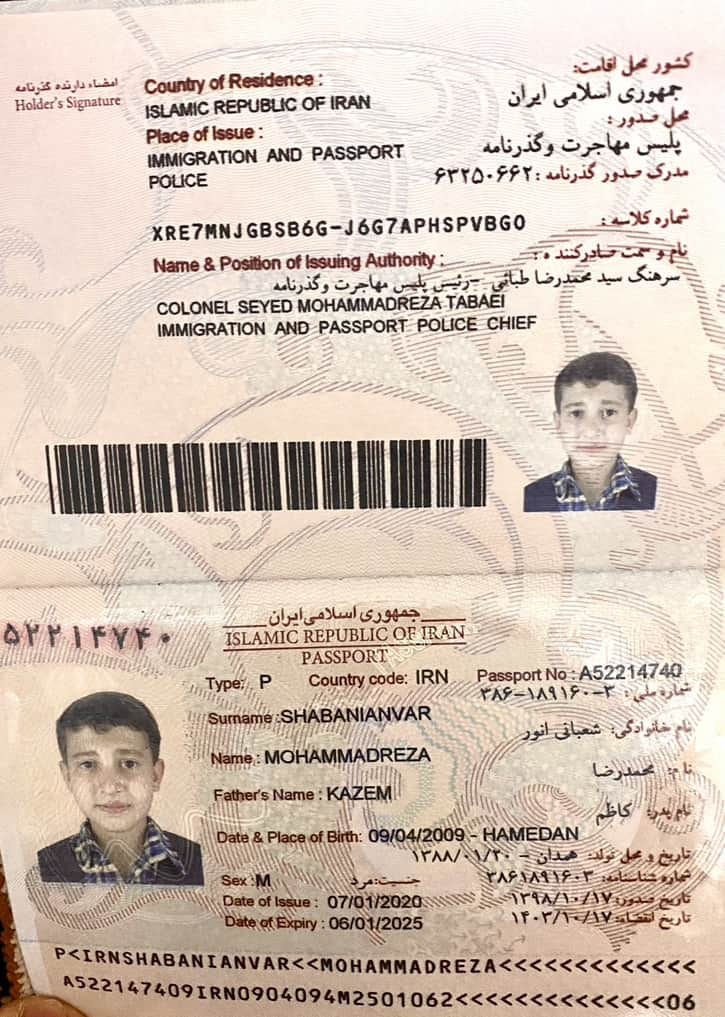 کشور محل اقامت:
امضاء دارنده گذرنامه
Country of Residence :
Holder's Signature
ISLAMIC REPUBLIC OF IRAN
جمهوری اسلامی ایران
Place of Issue :
محل صدور :
IMMIGRATION AND PASSPORT
POLICE
پلیس مهاجرت وگذرنامه
مدرک صدور گذرنامه : ۶۳۲۵۰۶۶۲
XRE7MNJGBSB6G-J6G7APHSPVBGO
شماره کلاسه :
Name & Position of Issuing Authority :
نام و سمت صادرکننده :
سرهنگ سید محمدرضا طبائی -رئیس پلیس مهاجرت وگذرنامه
COLONEL SEYED MOHAMMADREZA TABAEI
IMMIGRATION AND PASSPORT POLICE CHIEF
۵۲۲۱۴۷۴۰
جمهوری اسلامی ایران
ISLAMIC REPUBLIC OF IRAN
PASSPORT
Type: P Country code: IRN Passport No : A52214740
شماره ملی : ۳۸۶-۱۸۹۱۶۰-۳
Surname : SHABANIANVAR
نام خانوادگی: شعبانی انور
Name : MOHAMMADREZA
نام: محمدرضا
Father's Name : KAZEM
نام پدر: کاظم
Date & Place of Birth: 09/04/2009 - HAMEDAN
تاریخ و محل تولد: همدان - ۱۳۸۸/۰۱/۲۰
Sex : M جنسیت: مرد
شماره شناسنامه: ۳۸۶۱۸۹۱۶۰۳
Date of Issue : 07/01/2020
تاریخ صدور: ۱۳۹۸/۱۰/۱۷
Date of Expiry : 06/01/2025
تاریخ انقضاء: ۱۴۰۳/۱۰/۱۷
P<IRNSHABANIANVAR<<MOHAMMADREZA<<<<<<<<<<<<<
A522147409IRN0904094M2501062<<<<<<<<<<<<<<06